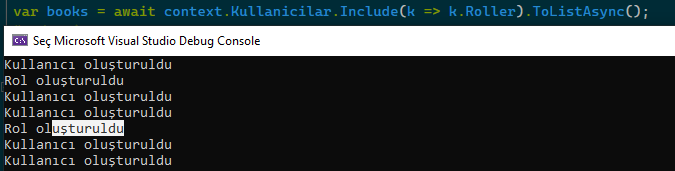 var books = await context.Kullanicilar.Include(k => k.Roller).ToListAsync();
Seç Microsoft Visual Studio Debug Console
Kullanıcı oluşturuldu
Rol oluşturuldu
Kullanıcı oluşturuldu
Kullanıcı oluşturuldu
Rol oluşturuldu
Kullanıcı oluşturuldu
Kullanıcı oluşturuldu